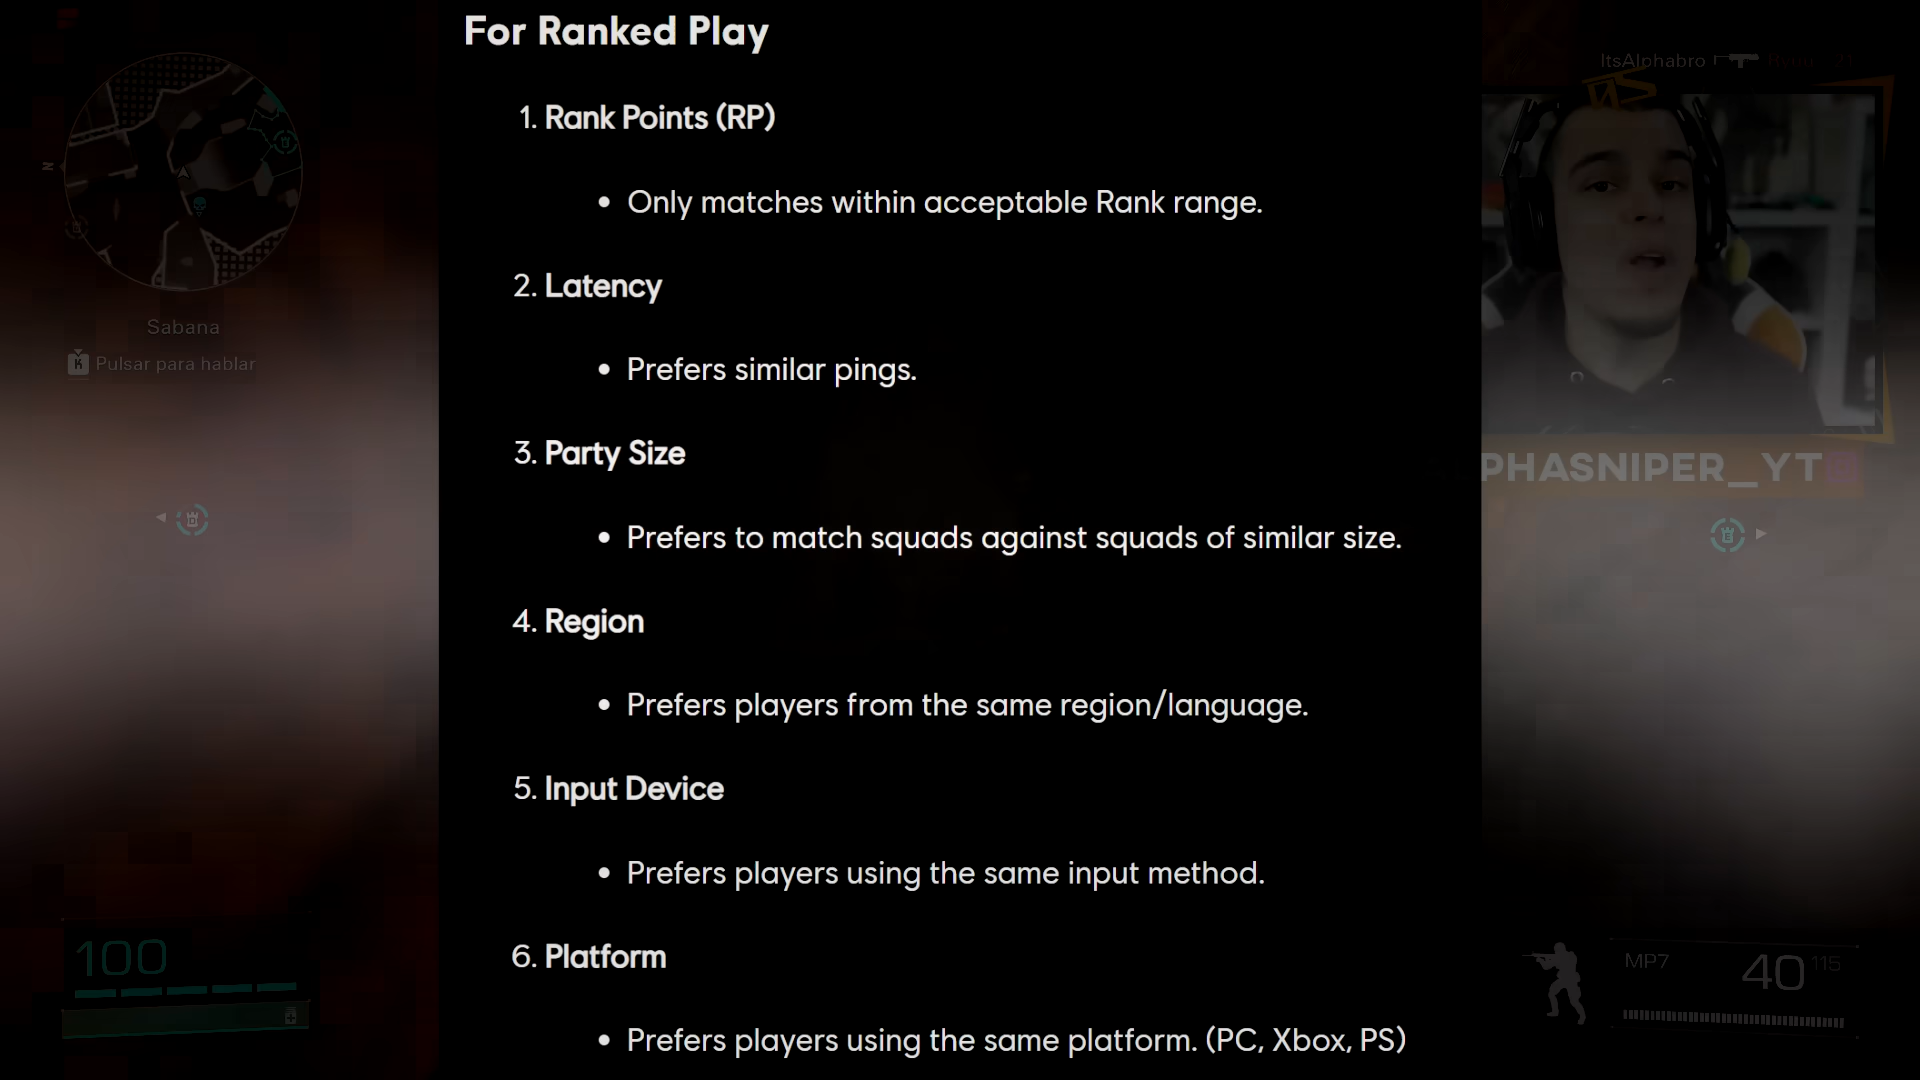 For Ranked Play
1. Rank Points (RP)
• Only matches within acceptable Rank range.
2. Latency
• Prefers similar pings.
3. Party Size
• Prefers to match squads against squads of similar size.
4. Region
• Prefers players from the same region/language.
5. Input Device
• Prefers players using the same input method.
6. Platform
• Prefers players using the same platform. (PC, Xbox, PS)
N
Sabana
K Pulsar para hablar
D
100
ItsAlphabro
PHASNIPER_YT
E
MP7
40 115